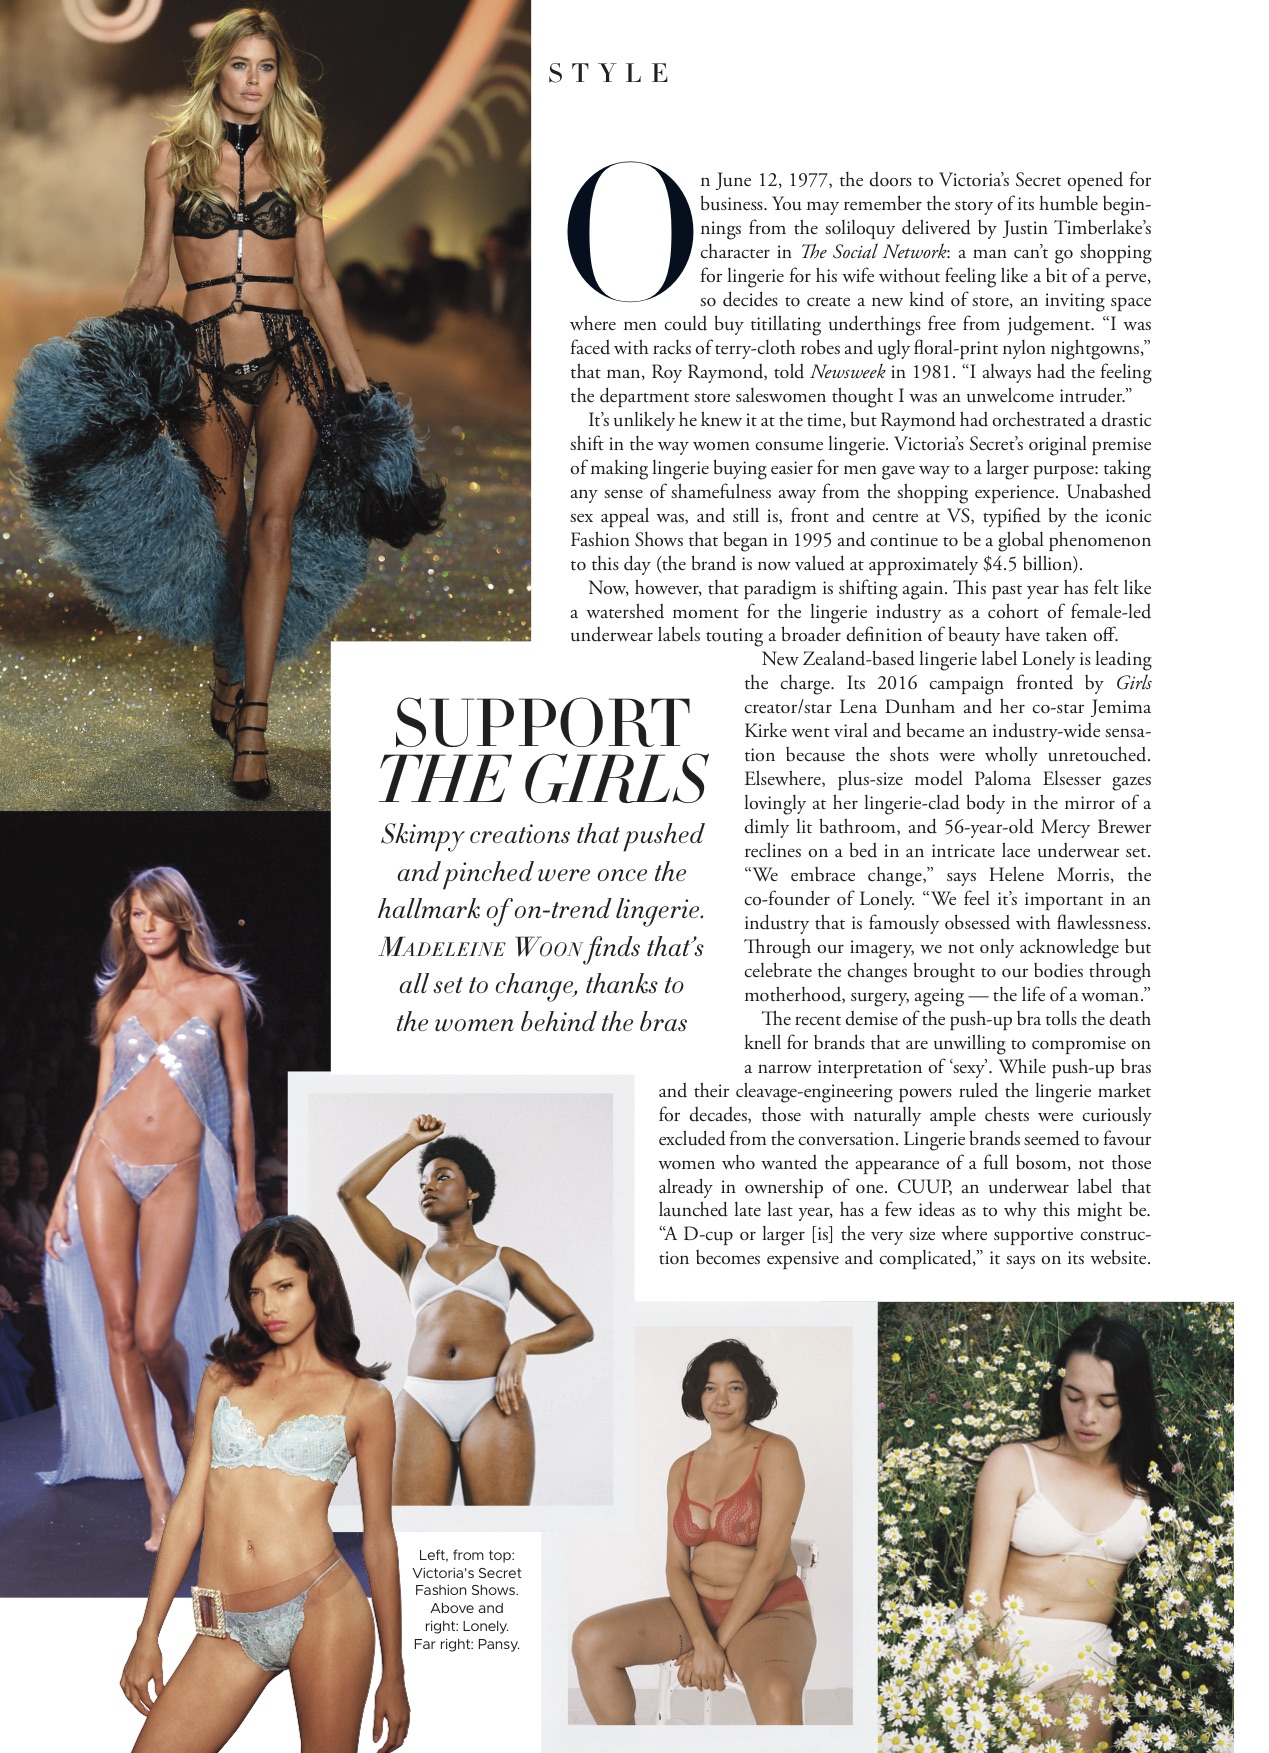 STYLE
On June 12, 1977, the doors to Victoria’s Secret opened for
business. You may remember the story of its humble begin-
nings from the soliloquy delivered by Justin Timberlake’s
character in The Social Network: a man can’t go shopping
for lingerie for his wife without feeling like a bit of a perve,
so decides to create a new kind of store, an inviting space
where men could buy titillating underthings free from judgement. “I was
faced with racks of terry-cloth robes and ugly floral-print nylon nightgowns,”
that man, Roy Raymond, told Newsweek in 1981. “I always had the feeling
the department store saleswomen thought I was an unwelcome intruder.”
It’s unlikely he knew it at the time, but Raymond had orchestrated a drastic
shift in the way women consume lingerie. Victoria’s Secret’s original premise
of making lingerie buying easier for men gave way to a larger purpose: taking
any sense of shamefulness away from the shopping experience. Unabashed
sex appeal was, and still is, front and centre at VS, typified by the iconic
Fashion Shows that began in 1995 and continue to be a global phenomenon
to this day (the brand is now valued at approximately $4.5 billion).
Now, however, that paradigm is shifting again. This past year has felt like
a watershed moment for the lingerie industry as a cohort of female-led
underwear labels touting a broader definition of beauty have taken off.
New Zealand-based lingerie label Lonely is leading
the charge. Its 2016 campaign fronted by Girls
creator/star Lena Dunham and her co-star Jemima
Kirke went viral and became an industry-wide sensa-
tion because the shots were wholly unretouched.
Elsewhere, plus-size model Paloma Elsesser gazes
lovingly at her lingerie-clad body in the mirror of a
dimly lit bathroom, and 56-year-old Mercy Brewer
reclines on a bed in an intricate lace underwear set.
“We embrace change,” says Helene Morris, the
co-founder of Lonely. “We feel it’s important in an
industry that is famously obsessed with flawlessness.
Through our imagery, we not only acknowledge but
celebrate the changes brought to our bodies through
motherhood, surgery, ageing — the life of a woman.”
The recent demise of the push-up bra tolls the death
knell for brands that are unwilling to compromise on
a narrow interpretation of ‘sexy’. While push-up bras
and their cleavage-engineering powers ruled the lingerie market
for decades, those with naturally ample chests were curiously
excluded from the conversation. Lingerie brands seemed to favour
women who wanted the appearance of a full bosom, not those
already in ownership of one. CUUP, an underwear label that
launched late last year, has a few ideas as to why this might be.
“A D-cup or larger [is] the very size where supportive construc-
tion becomes expensive and complicated,” it says on its website.
SUPPORT
THE GIRLS
Skimpy creations that pushed
and pinched were once the
hallmark of on-trend lingerie.
MADELEINE WOON finds that’s
all set to change, thanks to
the women behind the bras
Left, from top:
Victoria’s Secret
Fashion Shows.
Above and
right: Lonely.
Far right: Pansy.